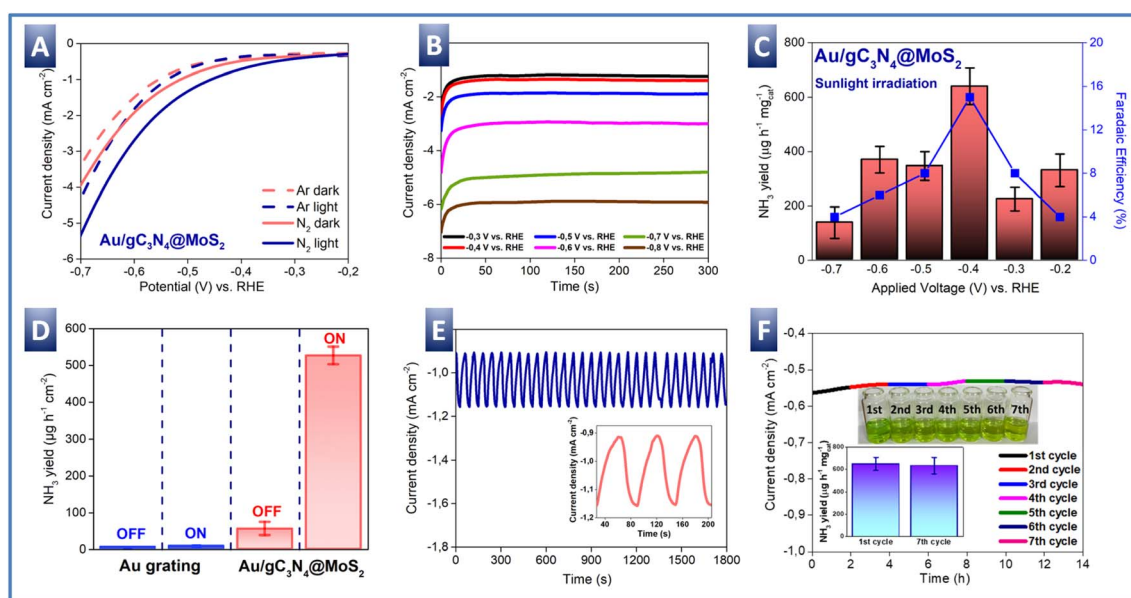 A
0
-1
-2
-3
-4
-5
-6
Current density (mA cm⁻²)
Ar dark
Ar light
N₂ dark
N₂ light
Au/gC₃N₄@MoS₂
-0,7 -0,6 -0,5 -0,4 -0,3 -0,2
Potential (V) vs. RHE
B
-2
-4
-6
-8
Current density (mA cm⁻²)
-0,3 V vs. RHE -0,5 V vs. RHE -0,7 V vs. RHE
-0,4 V vs. RHE -0,6 V vs. RHE -0,8 V vs. RHE
0 50 100 150 200 250 300
Time (s)
C
800
600
400
200
0
NH₃ yield (µg h⁻¹ mg⁻¹cat)
Au/gC₃N₄@MoS₂
Sunlight irradiation
20
16
12
8
4
0
Faradaic Efficiency (%)
-0.7 -0.6 -0.5 -0.4 -0.3 -0.2
Applied Voltage (V) vs. RHE
D
600
500
400
300
200
100
0
NH₃ yield (µg h⁻¹ cm⁻²)
OFF ON OFF ON
Au grating Au/gC₃N₄@MoS₂
E
-1,0
-1,2
-1,4
-1,6
-1,8
Current density (mA cm⁻²)
-0,9
-1,0
-1,1
-1,2
Current density (mA cm⁻²)
40 80 120 160 200
Time (s)
0 300 600 900 1200 1500 1800
Time (s)
F
-0,4
-0,5
-0,6
-0,7
-0,8
-0,9
-1,0
Current density (mA cm⁻²)
1st 2nd 3rd 4th 5th 6th 7th
800
600
400
200
0
NH₃ yield (µg h⁻¹ mg⁻¹cat)
1st cycle 7th cycle
1st cycle
2nd cycle
3rd cycle
4th cycle
5th cycle
6th cycle
7th cycle
0 2 4 6 8 10 12 14
Time (h)